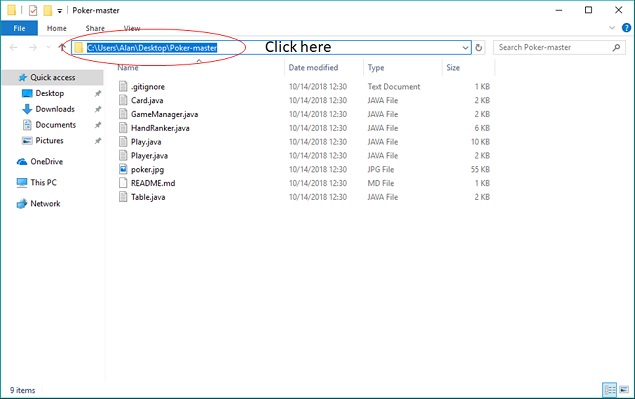 Poker-master
File Home Share View
C:\Users\Alan\Desktop\Poker-master Click here Search Poker-master
Name Date modified Type Size
Quick access
Desktop
Downloads
Documents
Pictures
OneDrive
This PC
Network
.gitignore 10/14/2018 12:30 Text Document 1 KB
Card.java 10/14/2018 12:30 JAVA File 2 KB
GameManager.java 10/14/2018 12:30 JAVA File 2 KB
HandRanker.java 10/14/2018 12:30 JAVA File 6 KB
Play.java 10/14/2018 12:30 JAVA File 10 KB
Player.java 10/14/2018 12:30 JAVA File 2 KB
poker.jpg 10/14/2018 12:30 JPG File 55 KB
README.md 10/14/2018 12:30 MD File 1 KB
Table.java 10/14/2018 12:30 JAVA File 2 KB
9 items